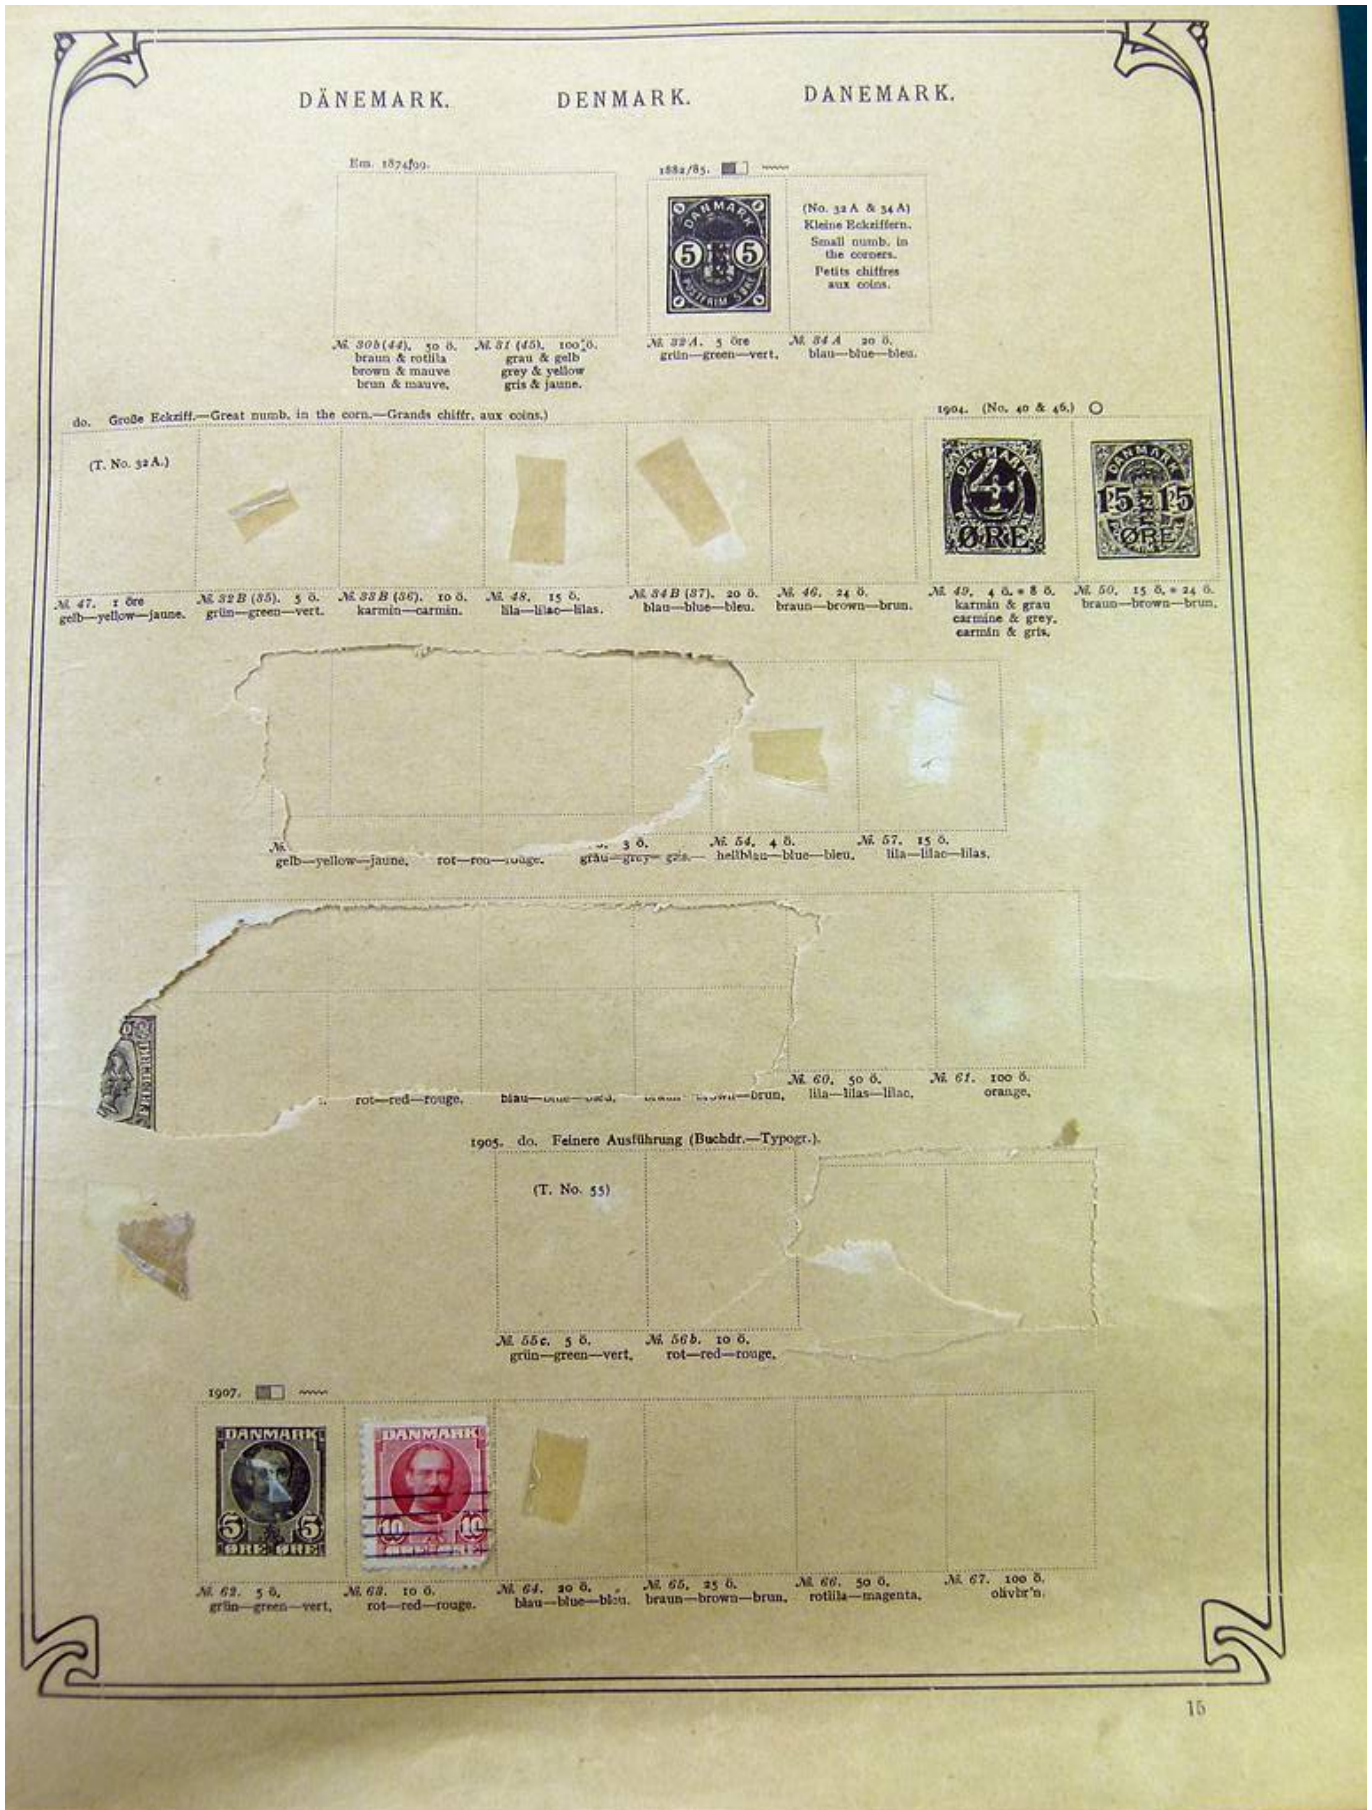 DÄNEMARK. DENMARK. DANEMARK.
Em. 1874/99.
1882/85.
DANMARK
5 5
POSTFRIM 5 ØRE
(No. 32 A & 34 A)
Kleine Eckziffern.
Small numb. in
the corners.
Petits chiffres
aux coins.
№. 30b (44). 50 ö.
braun & rotlila
brown & mauve
brun & mauve.
№. 31 (45). 100 ö.
grau & gelb
grey & yellow
gris & jaune.
№. 32 A. 5 öre
grün—green—vert.
№. 34 A 20 ö.
blau—blue—bleu.
do. Große Eckziff.—Great numb. in the corn.—Grands chiffr. aux coins.)
1904. (No. 40 & 46.)
(T. No. 32 A.)
DANMARK
4
ØRE
DANMARK
15 15
ØRE
№. 47. 1 öre
gelb—yellow—jaune.
№. 32 B (35). 5 ö.
grün—green—vert.
№. 33 B (36). 10 ö.
karmin—carmin.
№. 48. 15 ö.
lila—lilac—lilas.
№. 34 B (37). 20 ö.
blau—blue—bleu.
№. 46. 24 ö.
braun—brown—brun.
№. 49. 4 ö. * 8 ö.
karmin & grau
carmine & grey.
carmin & gris.
№. 50. 15 ö. * 24 ö.
braun—brown—brun.
№.
gelb—yellow—jaune.
rot—red—rouge.
3 ö.
grau—grey—gris.—
№. 54. 4 ö.
hellblau—blue—bleu.
№. 57. 15 ö.
lila—lilac—lilas.
rot—red—rouge.
blau—blue—bleu.
braun—brown—brun.
№. 60. 50 ö.
lila—lilas—lilac.
№. 61. 100 ö.
orange.
1905. do. Feinere Ausführung (Buchdr.—Typogr.).
(T. No. 55)
№. 55c. 5 ö.
grün—green—vert.
№. 56b. 10 ö.
rot—red—rouge.
1907.
DANMARK
5 5
ØRE ØRE
DANMARK
10 10
ØRE ØRE
№. 62. 5 ö.
grün—green—vert.
№. 63. 10 ö.
rot—red—rouge.
№. 64. 20 ö.
blau—blue—bleu.
№. 65. 25 ö.
braun—brown—brun.
№. 66. 50 ö.
rotlila—magenta.
№. 67. 100 ö.
olivbr'n.
15